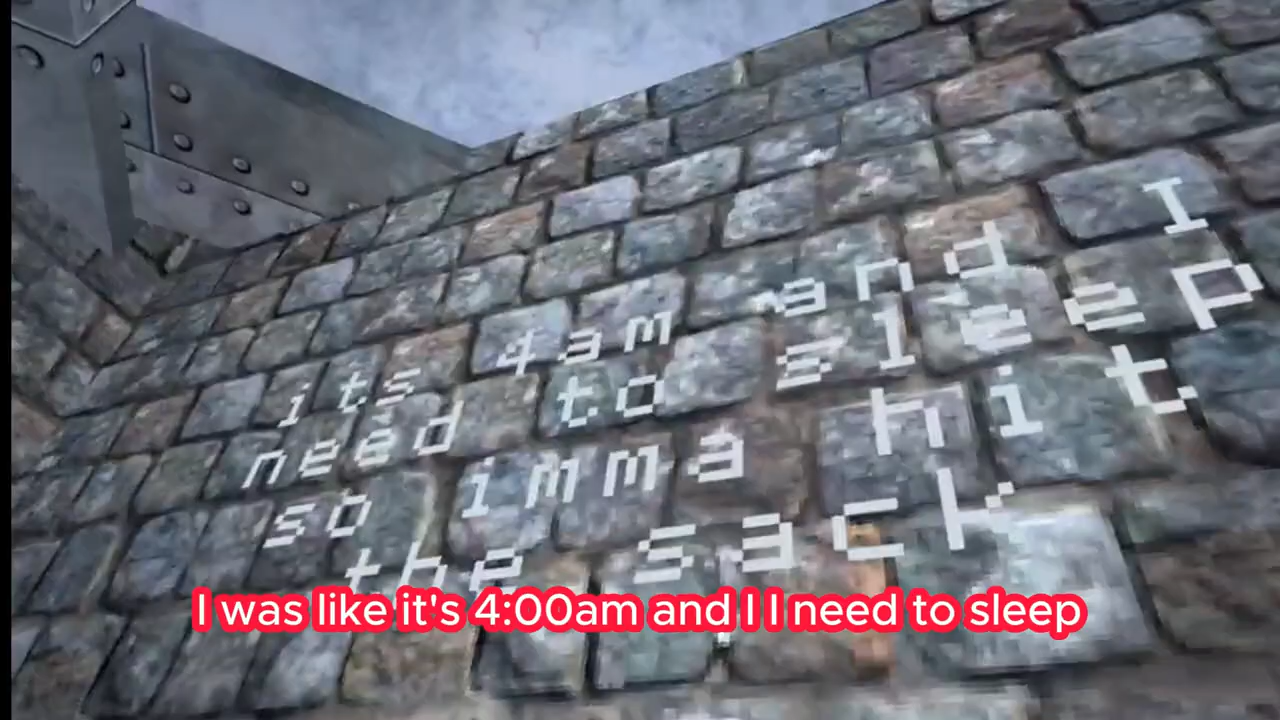 its 4am and I
need to sleep
so imma hit
the sack
I was like it's 4:00am and I I need to sleep